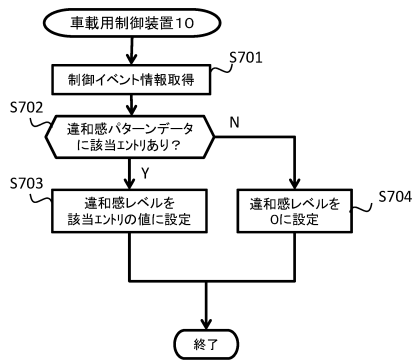 車載用制御装置10
S701
制御イベント情報取得
S702
違和感パターンデータ
に該当エントリあり？
N
Y
S703
違和感レベルを
該当エントリの値に設定
S704
違和感レベルを
0に設定
終了